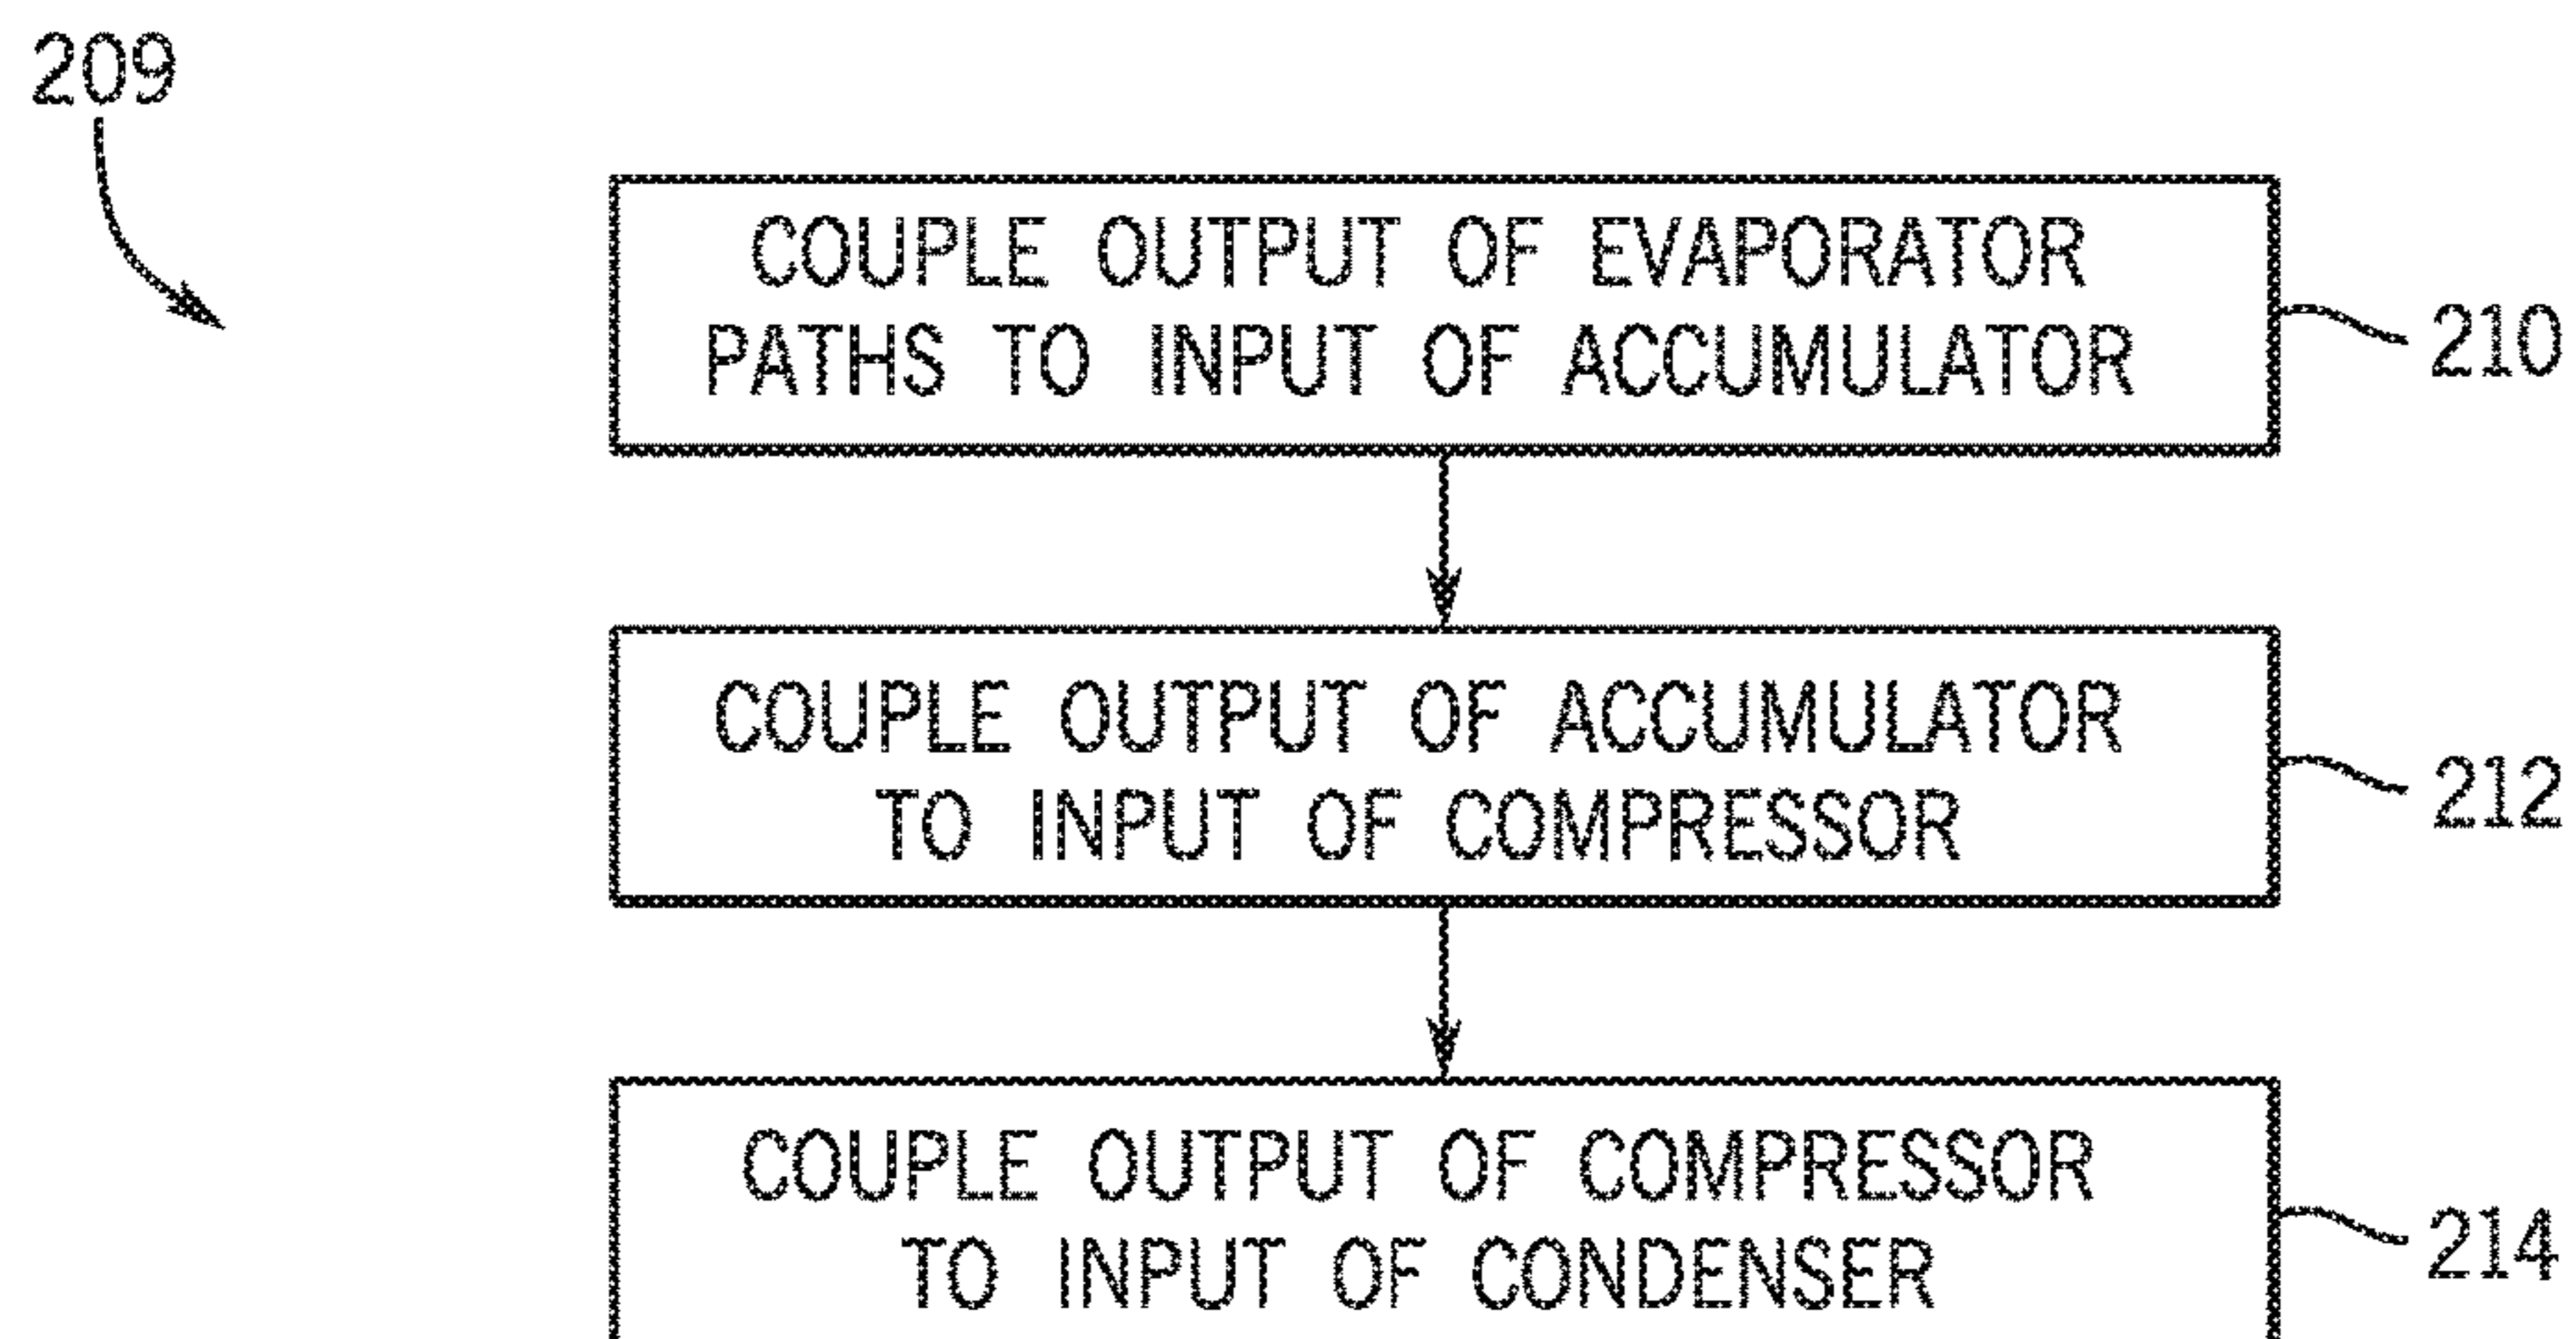 209
COUPLE OUTPUT OF EVAPORATOR
PATHS TO INPUT OF ACCUMULATOR
210
COUPLE OUTPUT OF ACCUMULATOR
TO INPUT OF COMPRESSOR
212
COUPLE OUTPUT OF COMPRESSOR
TO INPUT OF CONDENSER
214